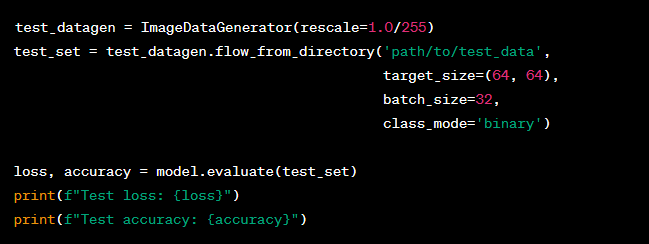 test_datagen = ImageDataGenerator(rescale=1.0/255)
test_set = test_datagen.flow_from_directory('path/to/test_data',
                                            target_size=(64, 64),
                                            batch_size=32,
                                            class_mode='binary')

loss, accuracy = model.evaluate(test_set)
print(f"Test loss: {loss}")
print(f"Test accuracy: {accuracy}")